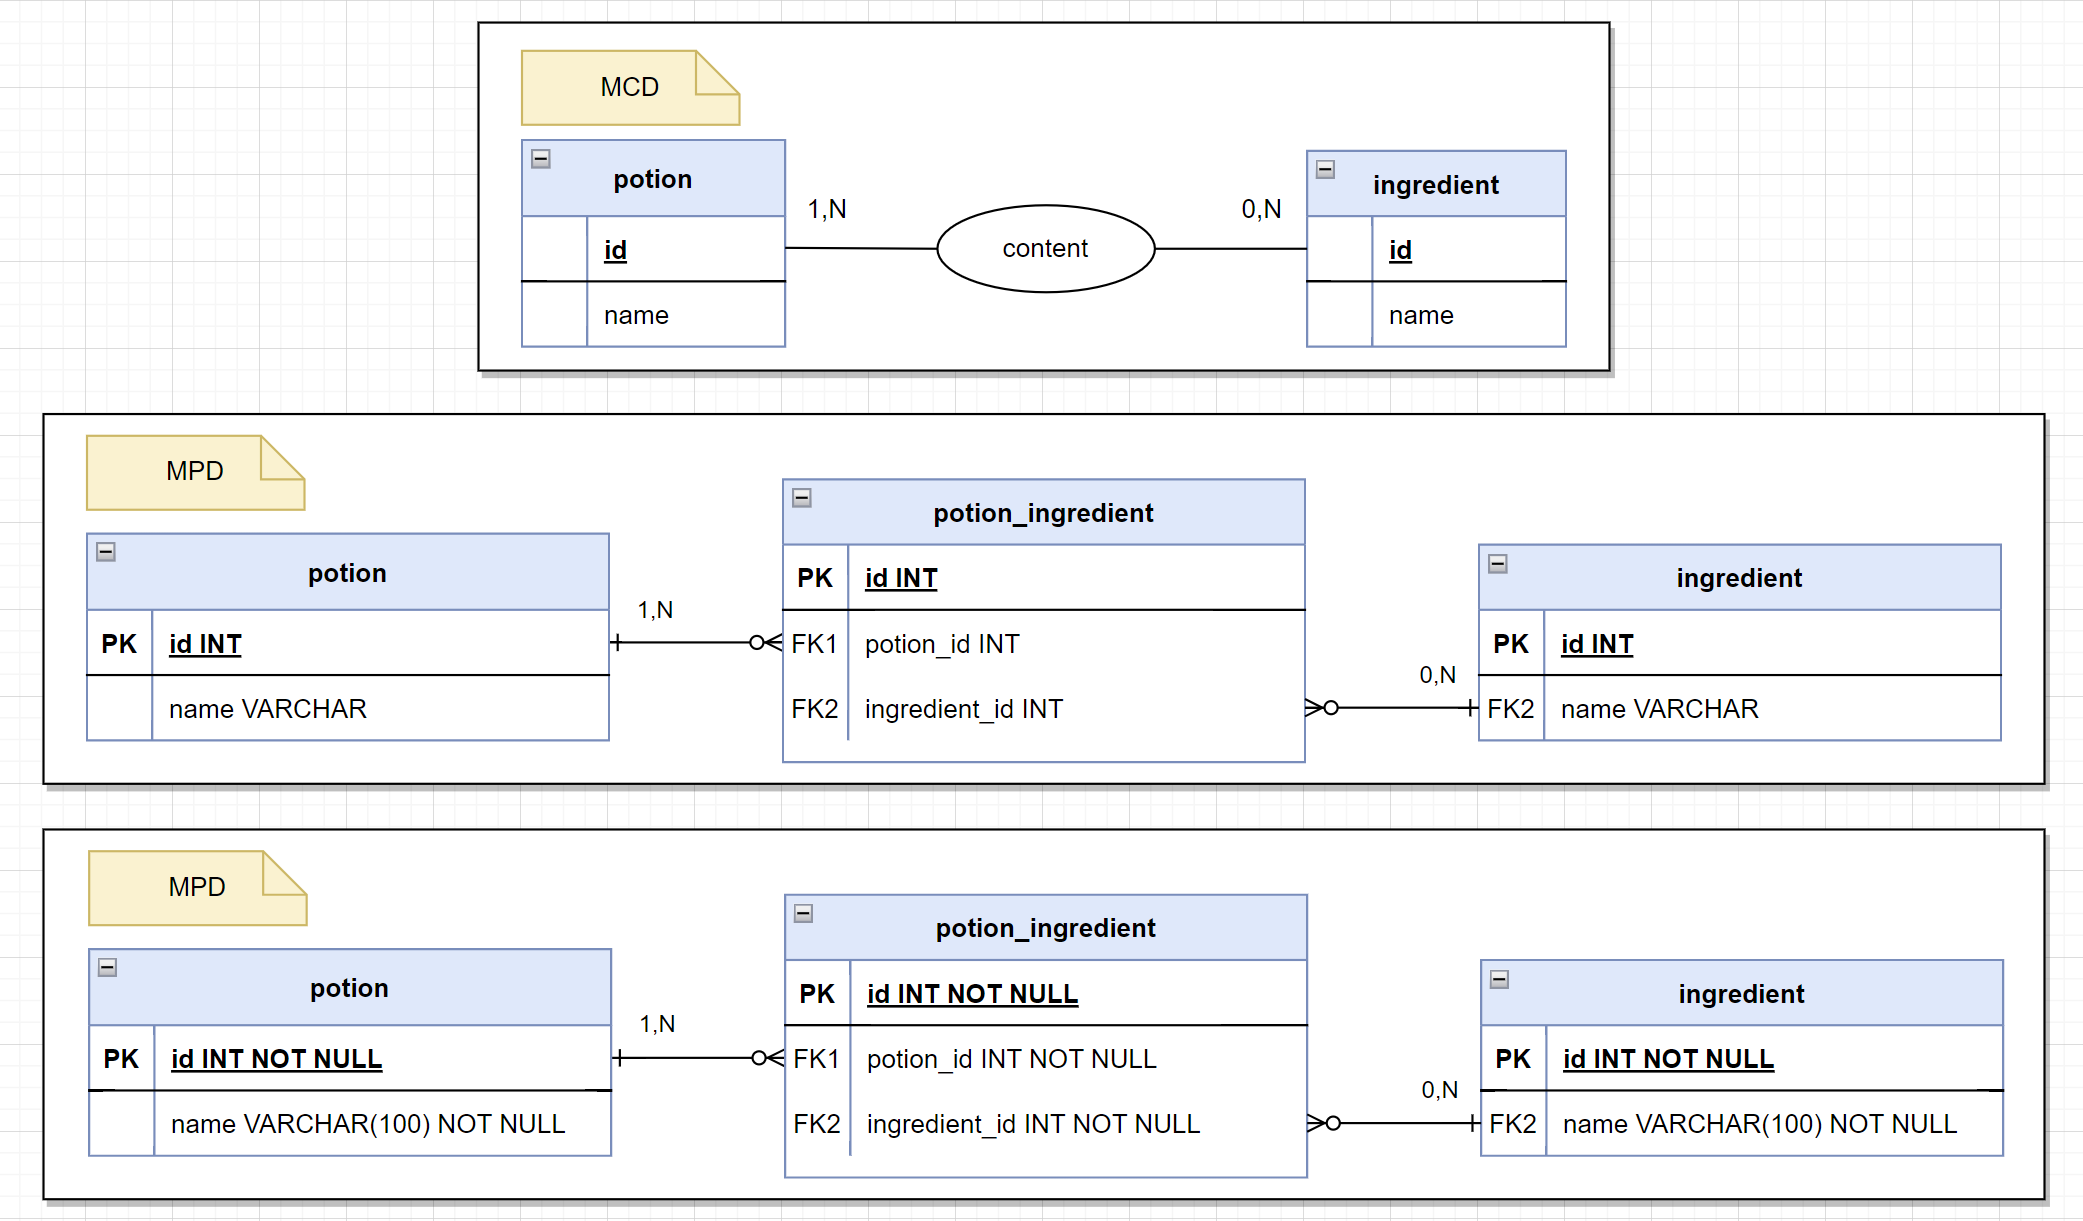 MCD
potion
id
name
1,N
content
0,N
ingredient
id
name
MPD
potion
PK id INT
name VARCHAR
1,N
potion_ingredient
PK id INT
FK1 potion_id INT
FK2 ingredient_id INT
0,N
ingredient
PK id INT
FK2 name VARCHAR
MPD
potion
PK id INT NOT NULL
name VARCHAR(100) NOT NULL
1,N
potion_ingredient
PK id INT NOT NULL
FK1 potion_id INT NOT NULL
FK2 ingredient_id INT NOT NULL
0,N
ingredient
PK id INT NOT NULL
FK2 name VARCHAR(100) NOT NULL